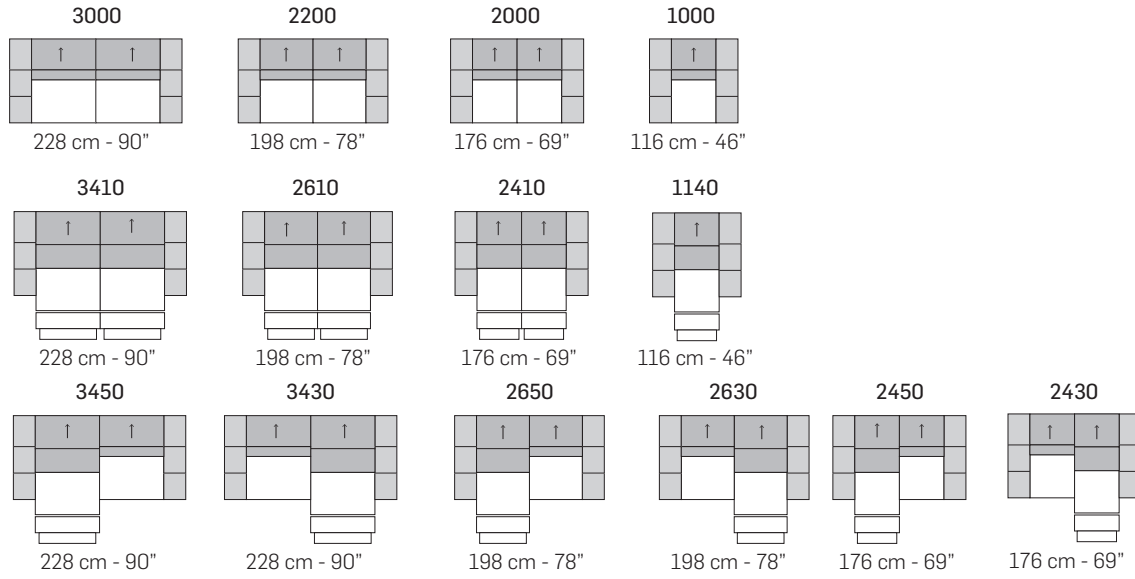 3000 2200 2000 1000
228 cm - 90” 198 cm - 78” 176 cm - 69” 116 cm - 46”
3410 2610 2410 1140
228 cm - 90” 198 cm - 78” 176 cm - 69” 116 cm - 46”
3450 3430 2650 2630 2450 2430
228 cm - 90” 228 cm - 90” 198 cm - 78” 198 cm - 78” 176 cm - 69” 176 cm - 69”